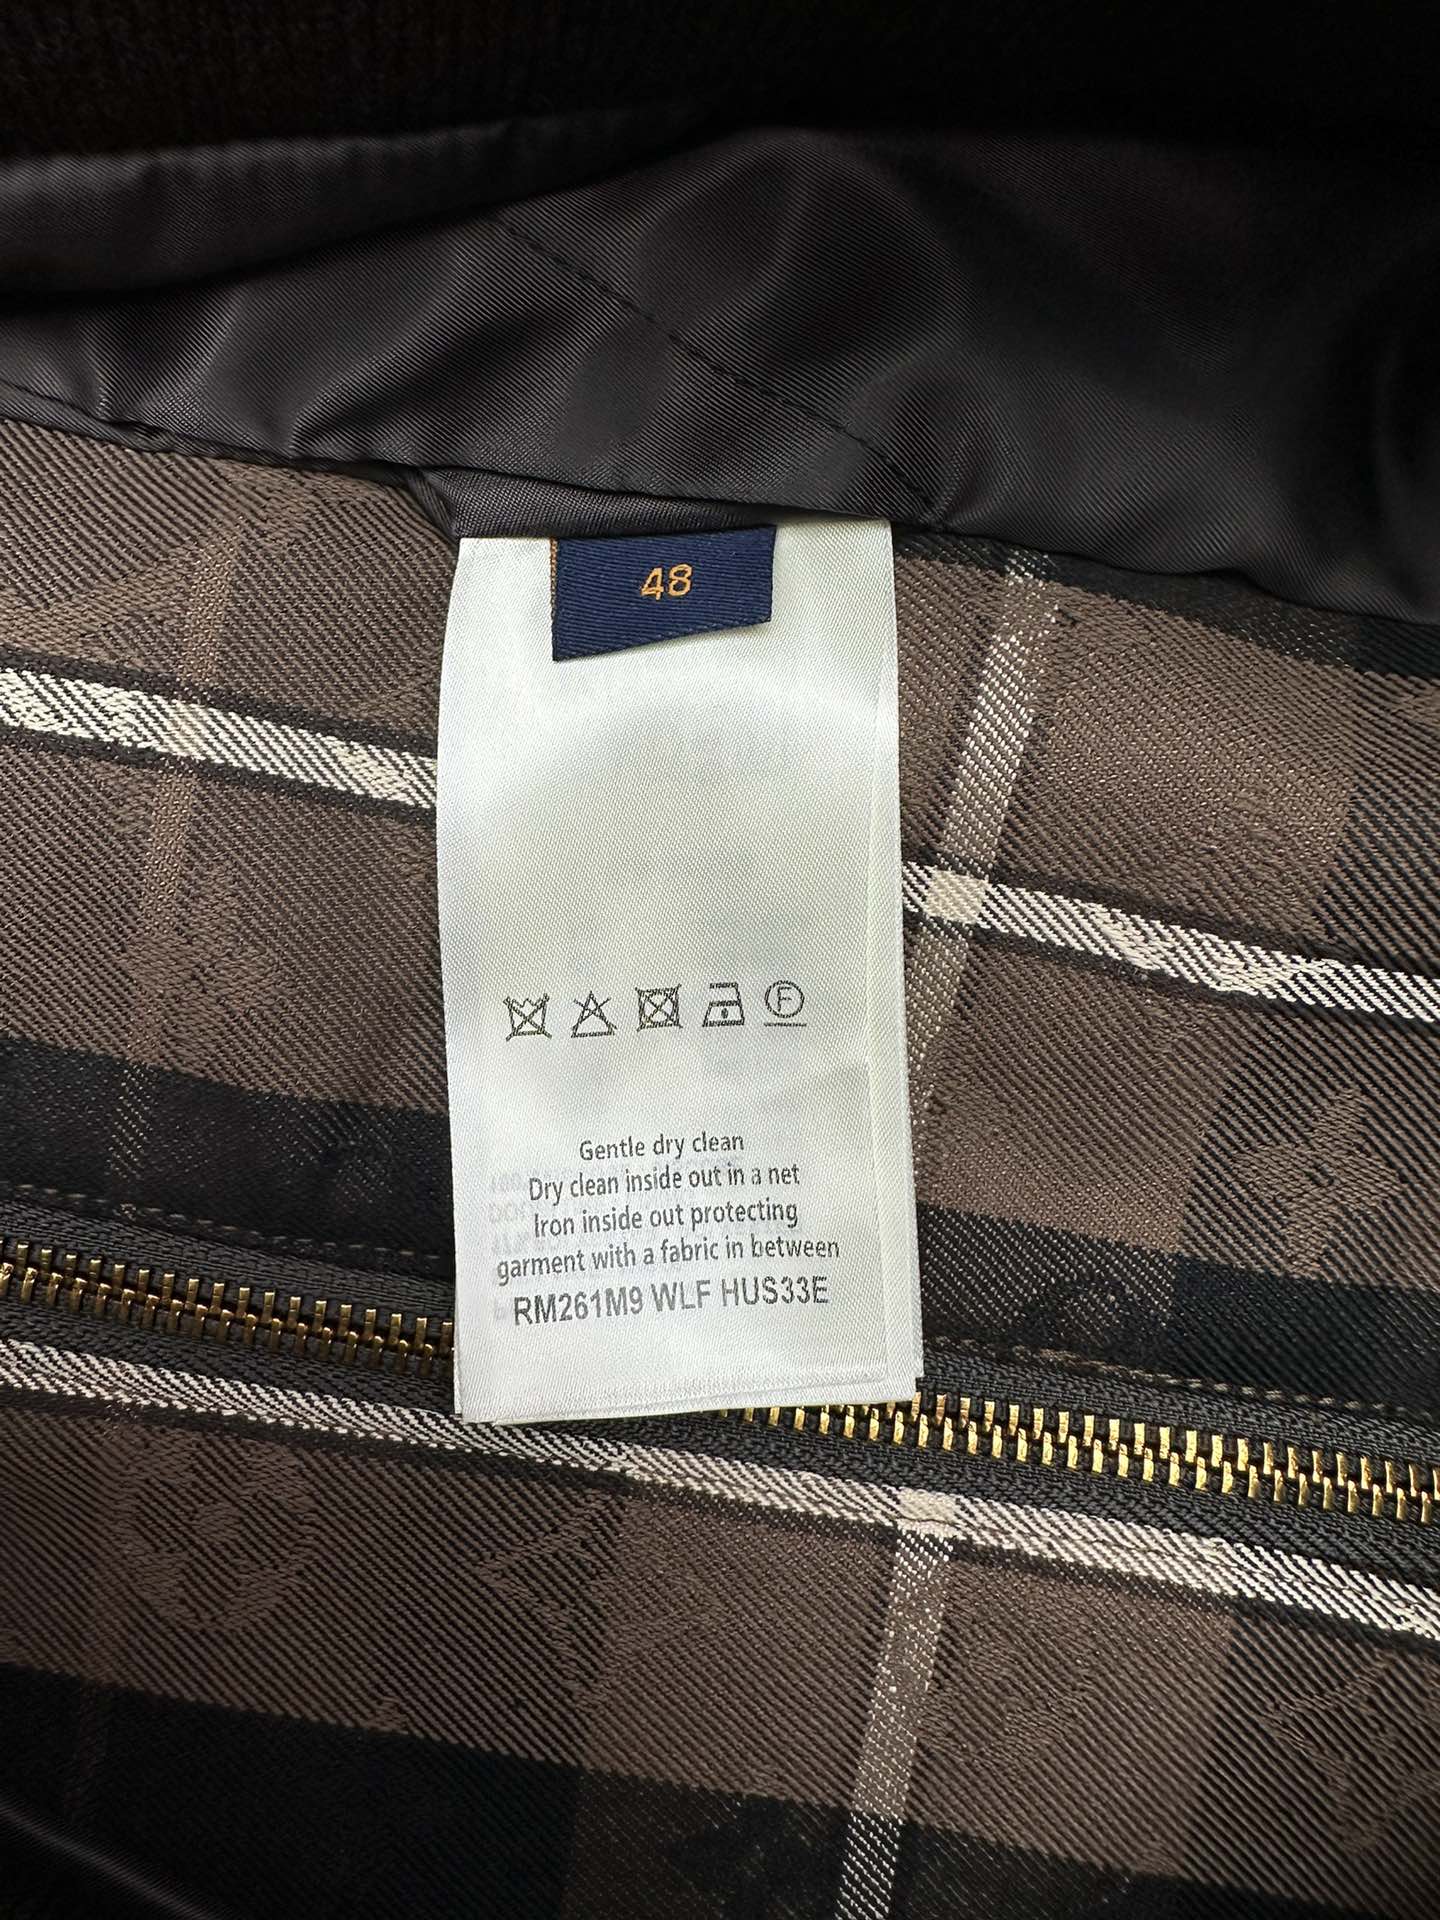 48
F
Gentle dry clean
Dry clean inside out in a net
Iron inside out protecting
garment with a fabric in between
RM261M9 WLF HUS33E